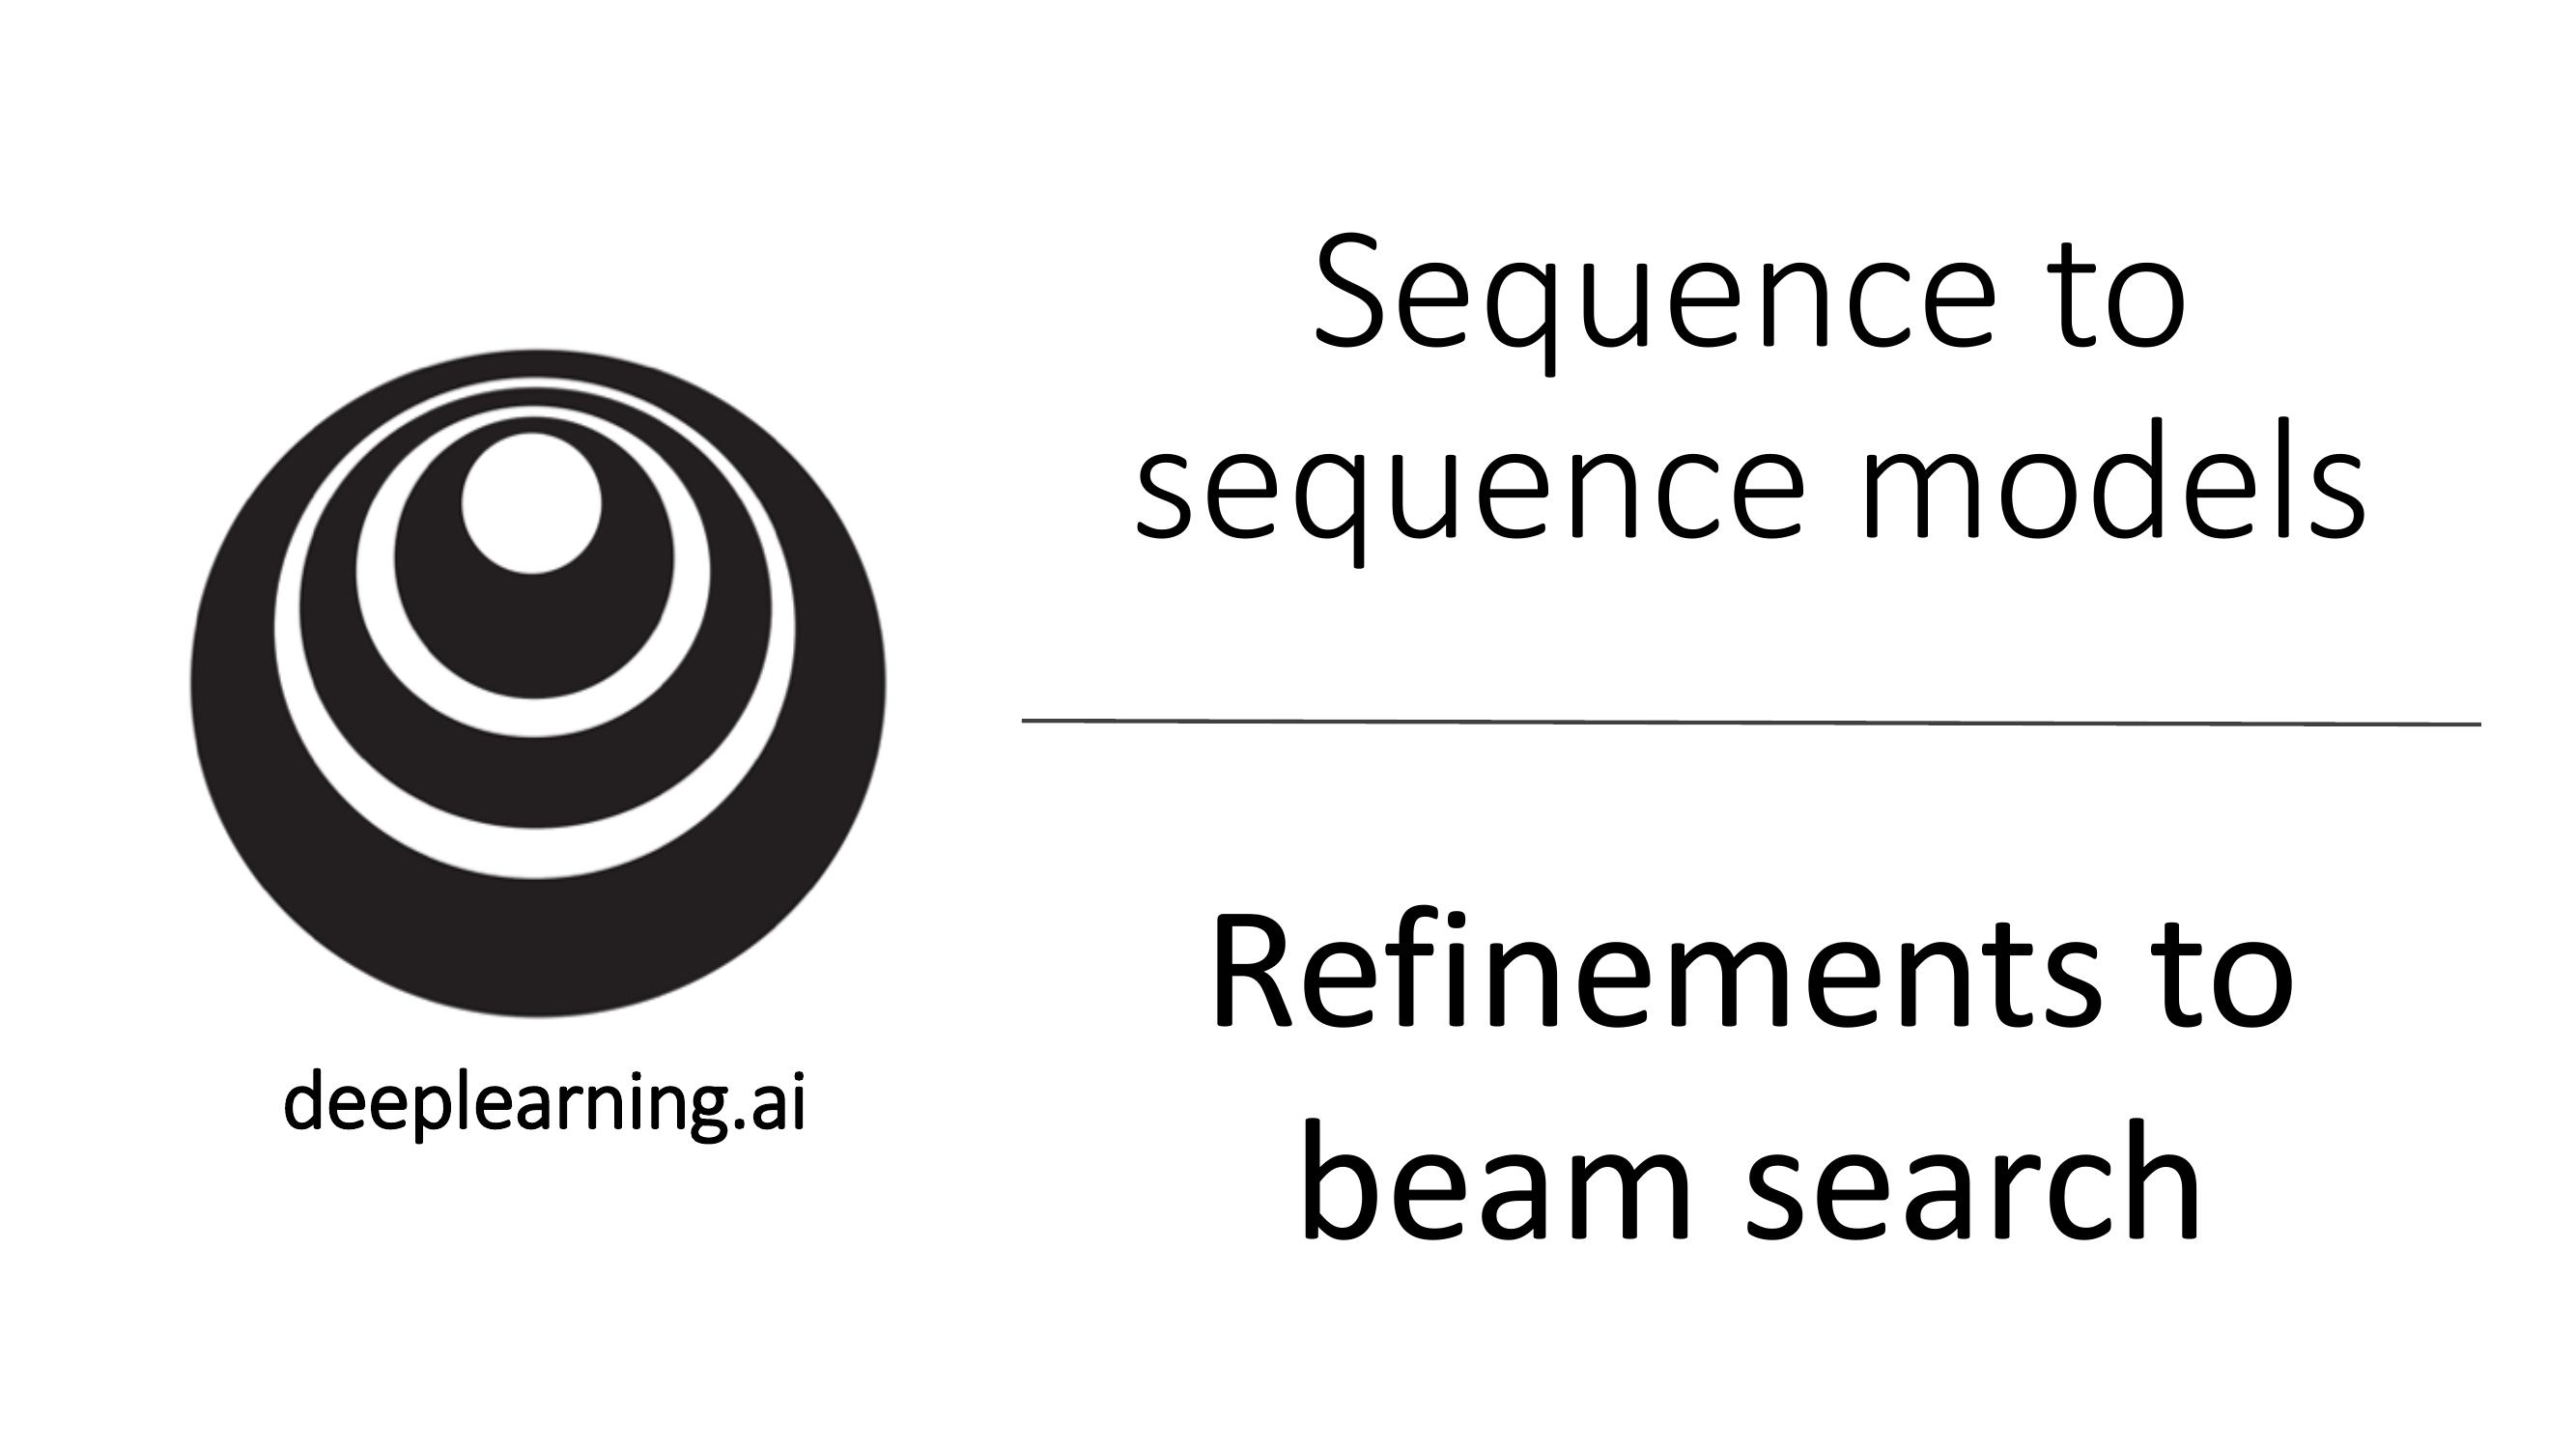 Sequence to
sequence models
Refinements to
beam search
deeplearning.ai